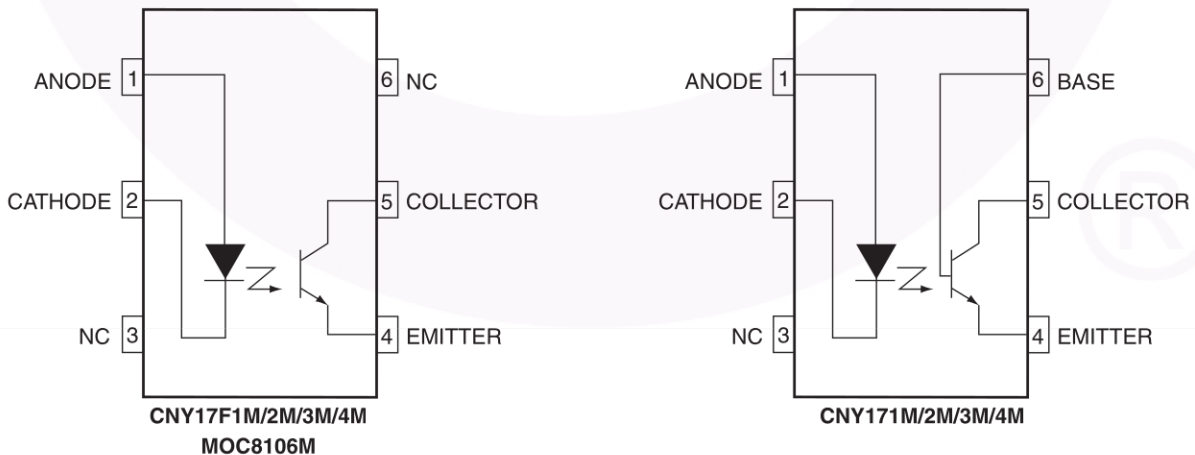 ANODE 1
6 NC
CATHODE 2
5 COLLECTOR
NC 3
4 EMITTER
CNY17F1M/2M/3M/4M
MOC8106M
ANODE 1
6 BASE
CATHODE 2
5 COLLECTOR
NC 3
4 EMITTER
CNY171M/2M/3M/4M
®